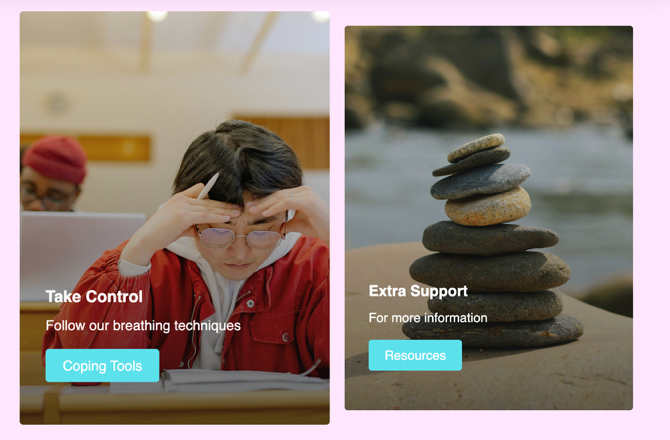 Take Control
Follow our breathing techniques
Coping Tools
Extra Support
For more information
Resources